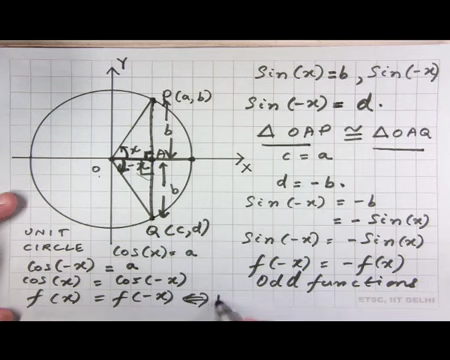 Y
P(a,b)
b
x
A
O
-x
X
b
Q(c,d)
UNIT
CIRCLE
Cos(x)=a
Cos(-x) = a
Cos(x) = Cos(-x)
f(x) = f(-x) ⇔
Sin(x)=b, Sin(-x)
Sin(-x) = d.
△ OAP ≅ △OAQ
c = a
d = -b.
Sin(-x) = -b
= -Sin(x)
Sin(-x) = -Sin(x)
f(-x) = -f(x)
Odd functions
ETSC, IIT DELHI